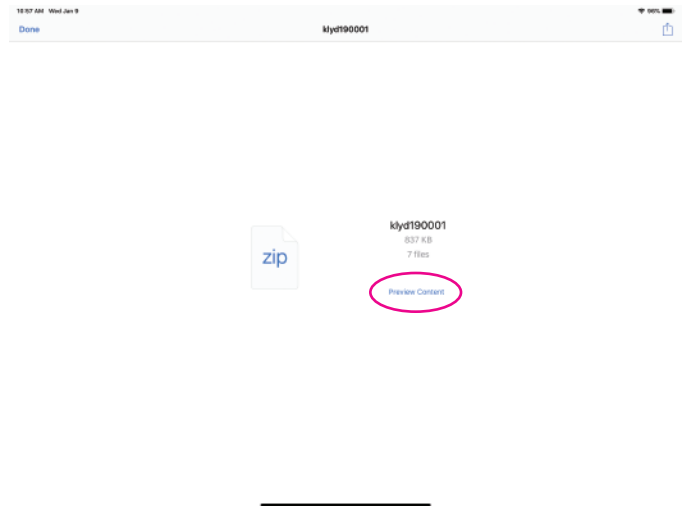 10:57 AM Wed Jan 9
96%
Done
klyd190001
zip
klyd190001
837 KB
7 files
Preview Content